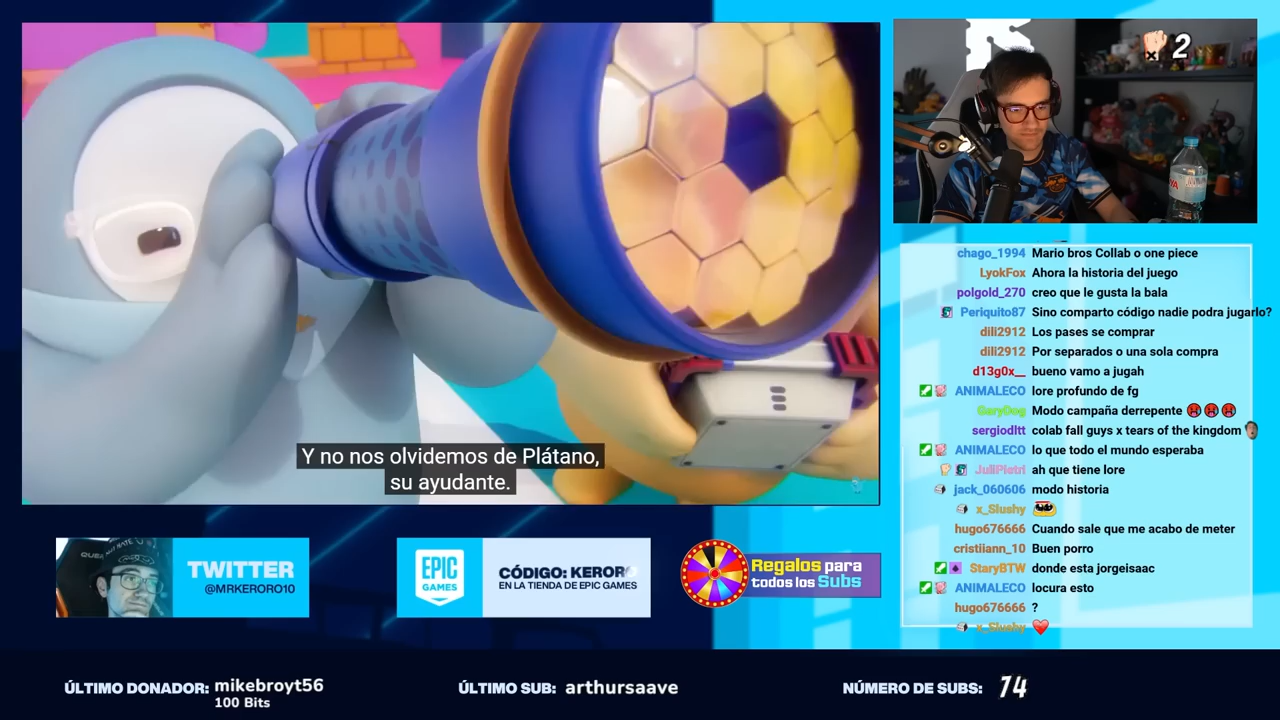 2
Y no nos olvidemos de Plátano,
su ayudante.
chago_1994 Mario bros Collab o one piece
LyokFox Ahora la historia del juego
polgold_270 creo que le gusta la bala
Periquito87 Sino comparto código nadie podra jugarlo?
dili2912 Los pases se comprar
dili2912 Por separados o una sola compra
d13g0x__ bueno vamo a jugah
ANIMALECO lore profundo de fg
GaryDog Modo campaña derrepente
sergiodltt colab fall guys x tears of the kingdom
ANIMALECO lo que todo el mundo esperaba
JuliPietri ah que tiene lore
jack_060606 modo historia
x_Slushy
hugo676666 Cuando sale que me acabo de meter
cristiann_10 Buen porro
StaryBTW donde esta jorgeisaac
ANIMALECO locura esto
hugo676666 ?
x_Slushy
TWITTER
@MRKERORO10
EPIC
GAMES
CÓDIGO: KEROR
EN LA TIENDA DE EPIC GAMES
Regalos para
todos los Subs
ÚLTIMO DONADOR: mikebroyt56
100 Bits
ÚLTIMO SUB: arthursaave
NÚMERO DE SUBS: 74